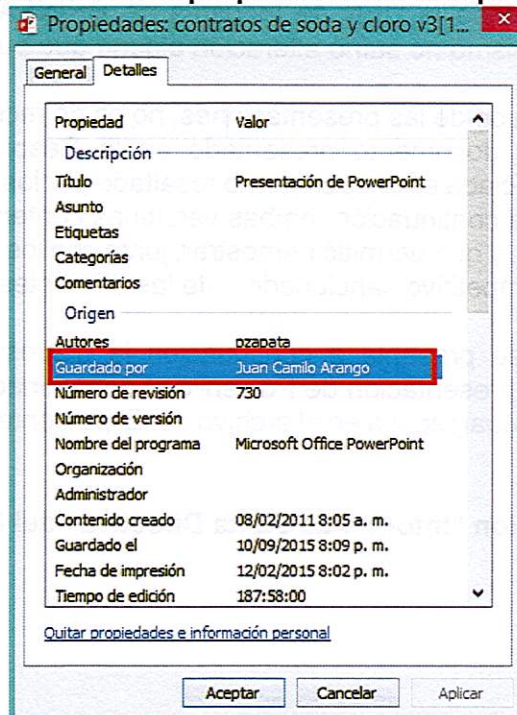 Propiedades: contratos de soda y cloro v3[1...
General Detalles
Propiedad Valor
Descripción
Título Presentación de PowerPoint
Asunto
Etiquetas
Categorías
Comentarios
Origen
Autores pzapata
Guardado por Juan Camilo Arango
Número de revisión 730
Número de versión
Nombre del programa Microsoft Office PowerPoint
Organización
Administrador
Contenido creado 08/02/2011 8:05 a. m.
Guardado el 10/09/2015 8:09 p. m.
Fecha de impresión 12/02/2015 8:02 p. m.
Tiempo de edición 187:58:00
Quitar propiedades e información personal
Aceptar Cancelar Aplicar